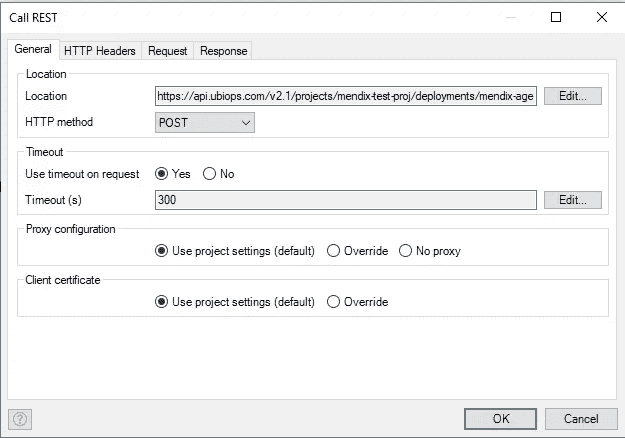 Call REST
General HTTP Headers Request Response
Location
Location https://api.ubiops.com/v2.1/projects/mendix-test-proj/deployments/mendix-age Edit...
HTTP method POST
Timeout
Use timeout on request Yes No
Timeout (s) 300 Edit...
Proxy configuration
Use project settings (default) Override No proxy
Client certificate
Use project settings (default) Override
? OK Cancel